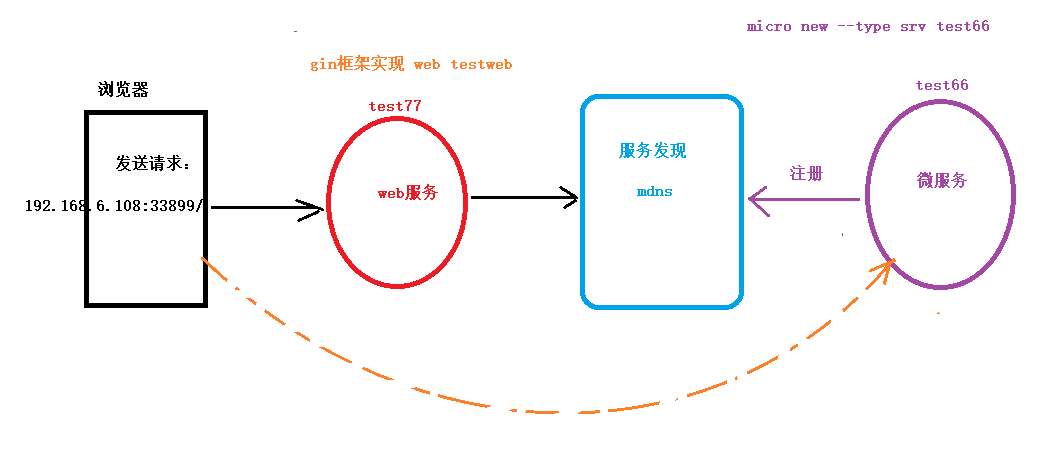 micro new --type srv test66
gin框架实现 web testweb
浏览器
test77
test66
发送请求：
192.168.6.108:33899/
web服务
服务发现
mdns
注册
微服务